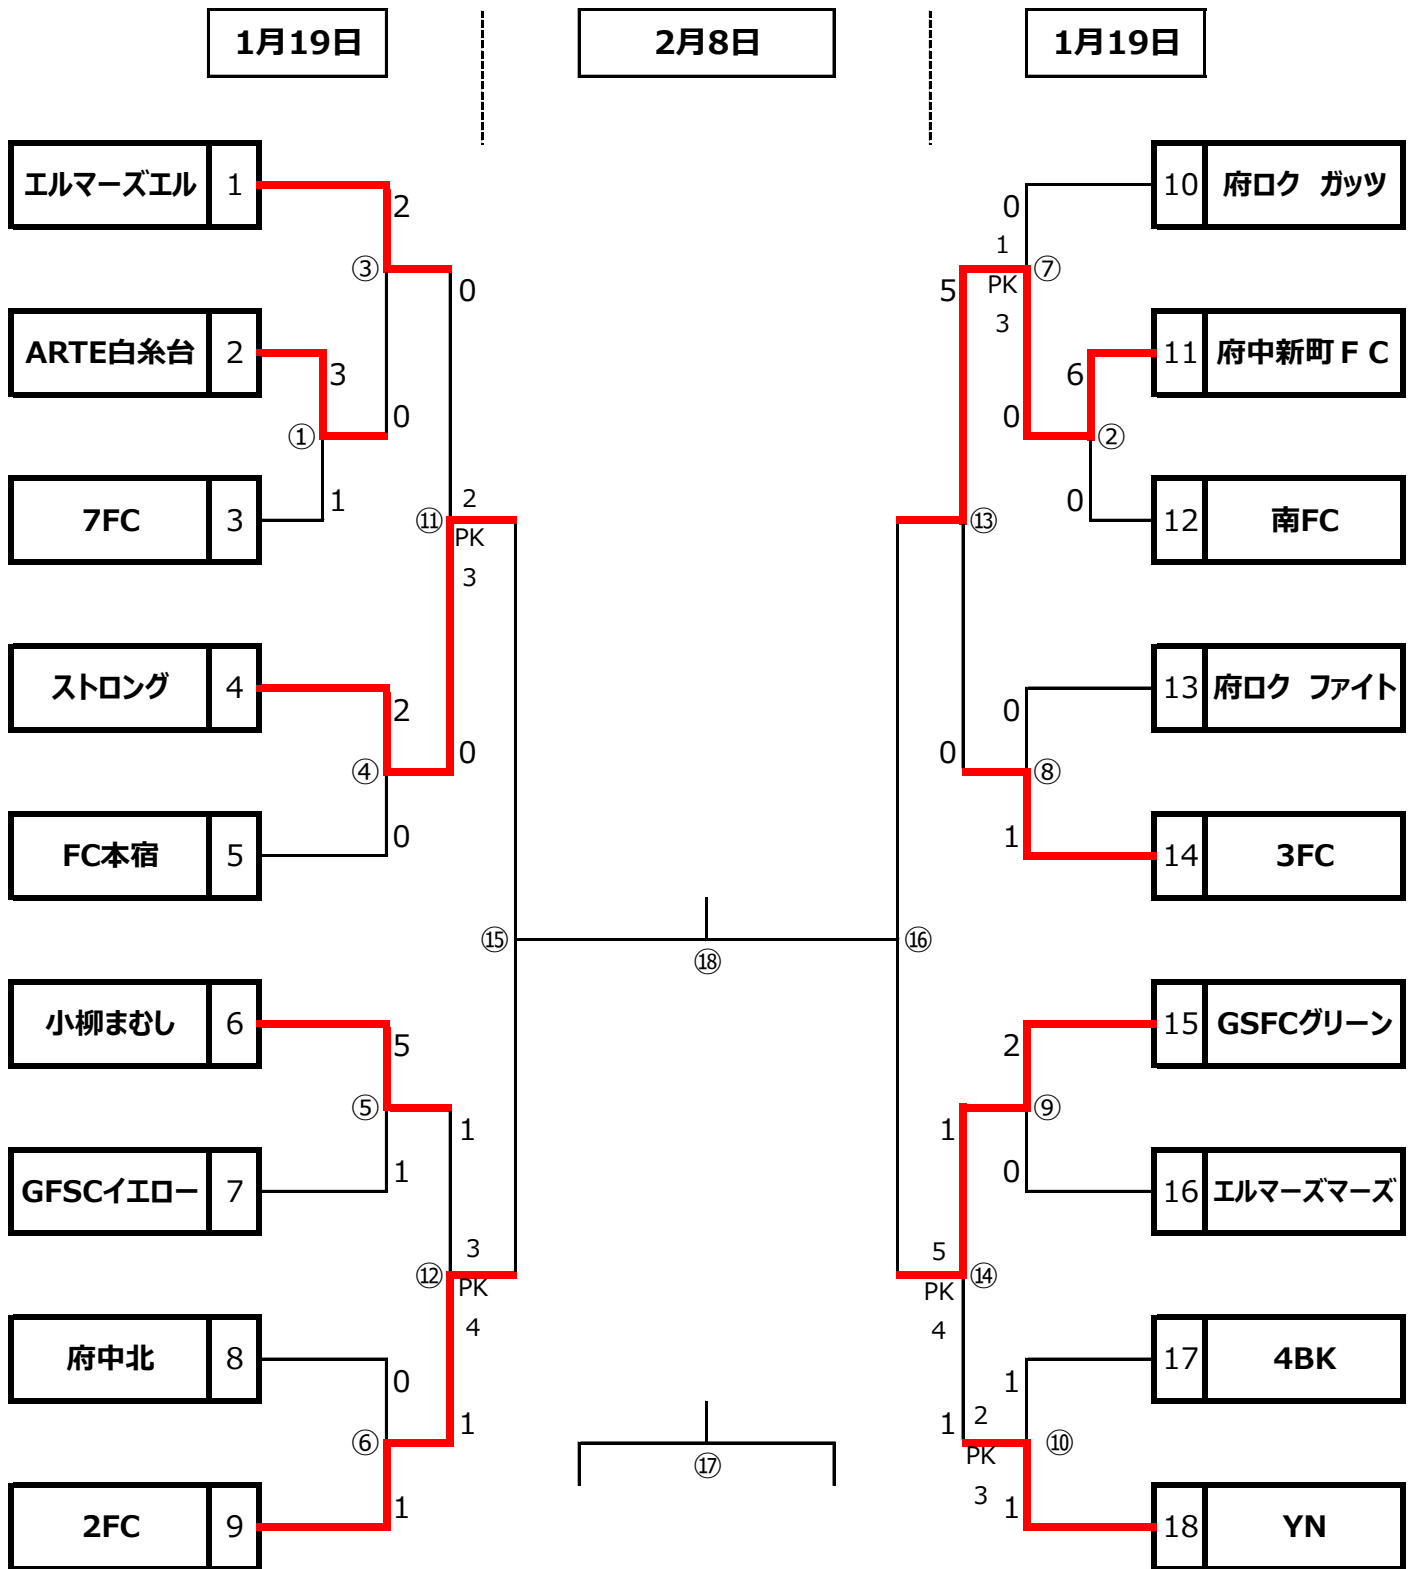 1月19日 2月8日 1月19日
エルマーズエル 1 10 府ロク ガッツ
2 0
1
③ ⑦
0 5 PK
3
ARTE白糸台 2 11 府中新町ＦＣ
3 6
0 0
① ②
1 2 0
7FC 3 ⑪ ⑬ 12 南FC
PK
3
ストロング 4 13 府ロク ファイト
2 0
0 0
④ ⑧
0 1
FC本宿 5 14 3FC
⑮ ⑱ ⑯
小柳まむし 6 15 GSFCグリーン
5 2
⑤ ⑨
1 1
1 0
GFSCイエロー 7 16 エルマーズマーズ
3 5
⑫ ⑭
PK PK
4 4
府中北 8 17 4BK
0 1
1 1 2
⑥ ⑩
PK
⑰
3
1 1
2FC 9 18 YN